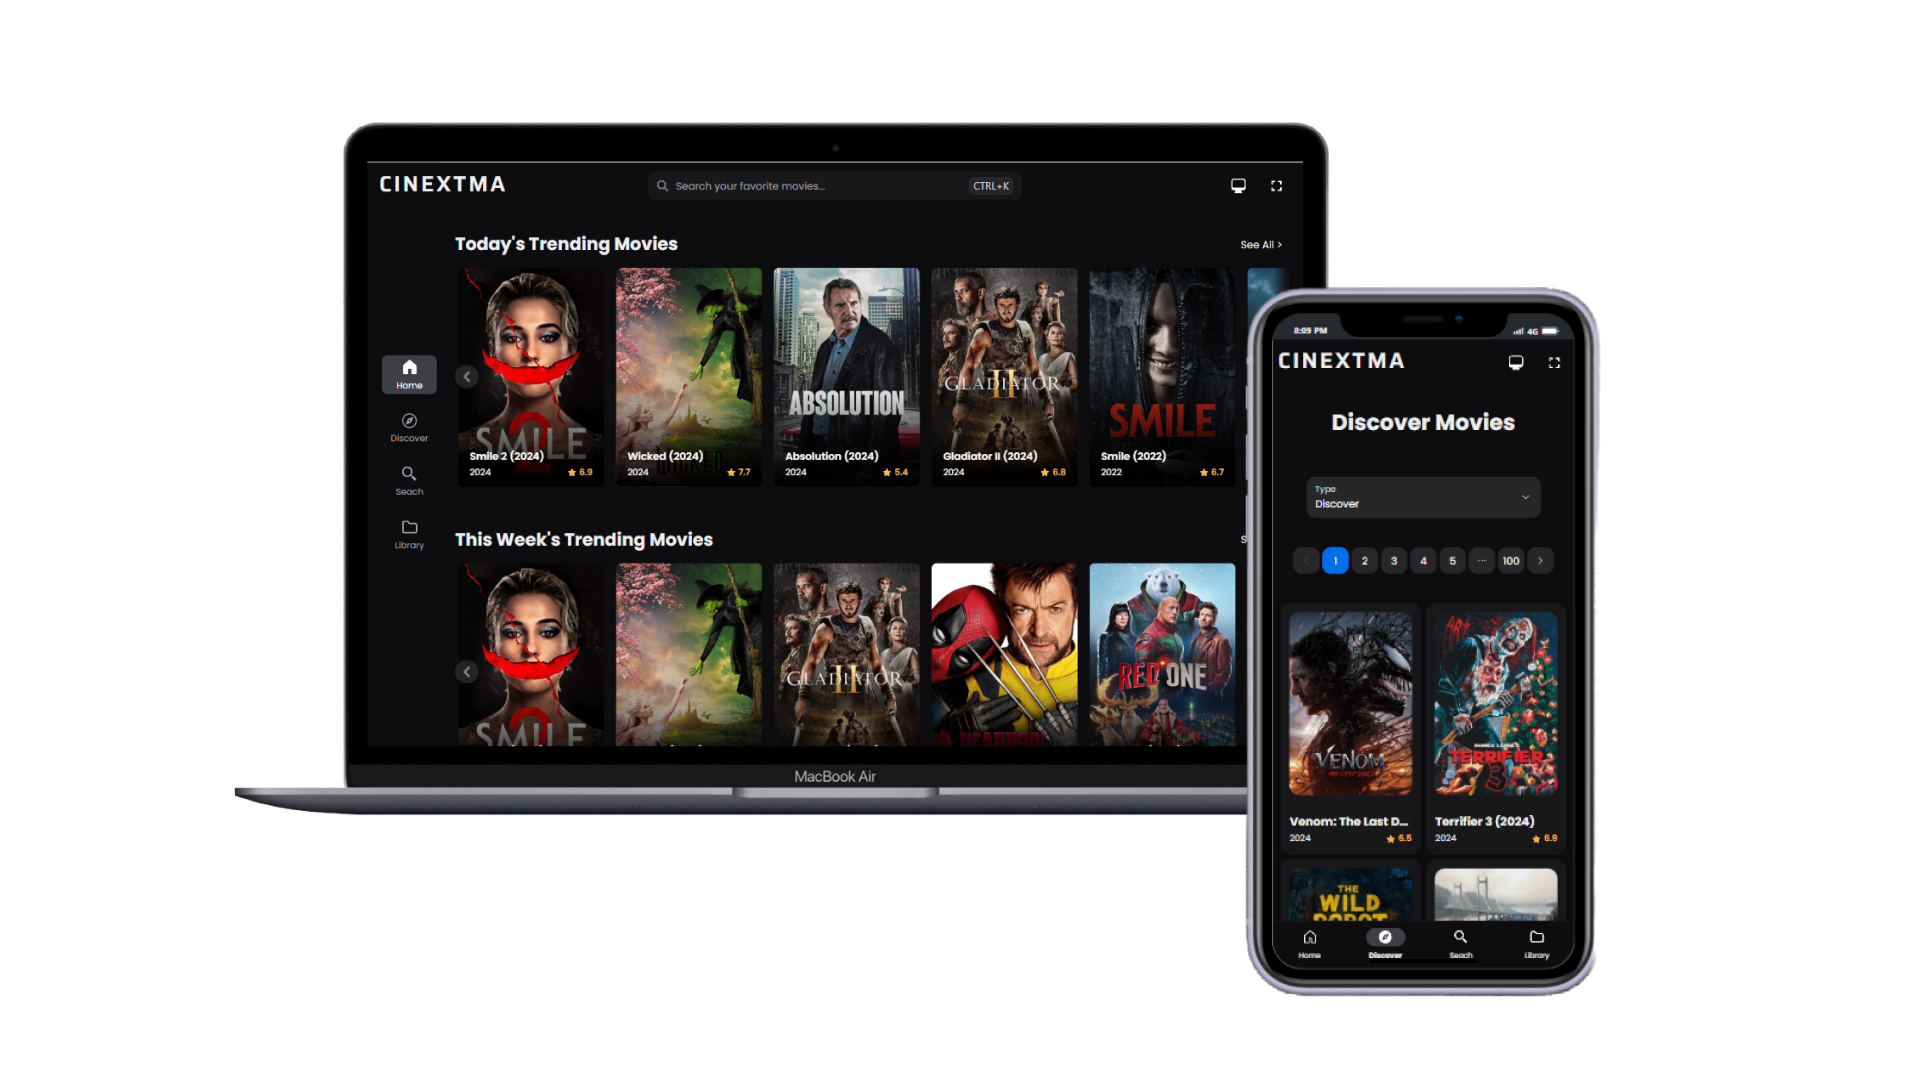 CINEXTMA
Search your favorite movies...
CTRL+K
Today's Trending Movies
See All >
Home
Discover
Seach
Library
SMILE
2
Smile 2 (2024)
2024
6.9
WICKED
Wicked (2024)
2024
7.7
ABSOLUTION
Absolution (2024)
2024
5.4
GLADIATOR
II
Gladiator II (2024)
2024
6.8
SMILE
Smile (2022)
2022
6.7
This Week's Trending Movies
S
SMILE
GLADIATOR
II
RED ONE
MacBook Air
8:09 PM
4G
CINEXTMA
Discover Movies
Type
Discover
1 2 3 4 5 ... 100
VENOM
Venom: The Last D...
2024
6.5
ART
TERRIFIER
3
Terrifier 3 (2024)
2024
6.9
THE
WILD
ROBOT
Home
Discover
Seach
Library